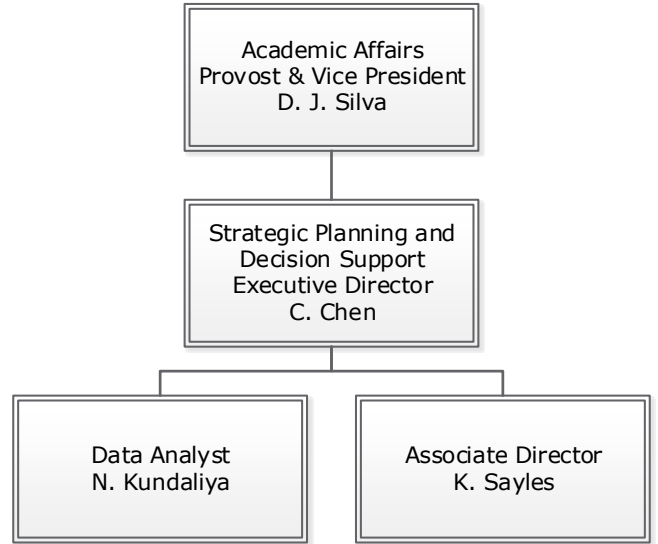 Academic Affairs
Provost & Vice President
D. J. Silva
Strategic Planning and
Decision Support
Executive Director
C. Chen
Data Analyst
N. Kundaliya
Associate Director
K. Sayles